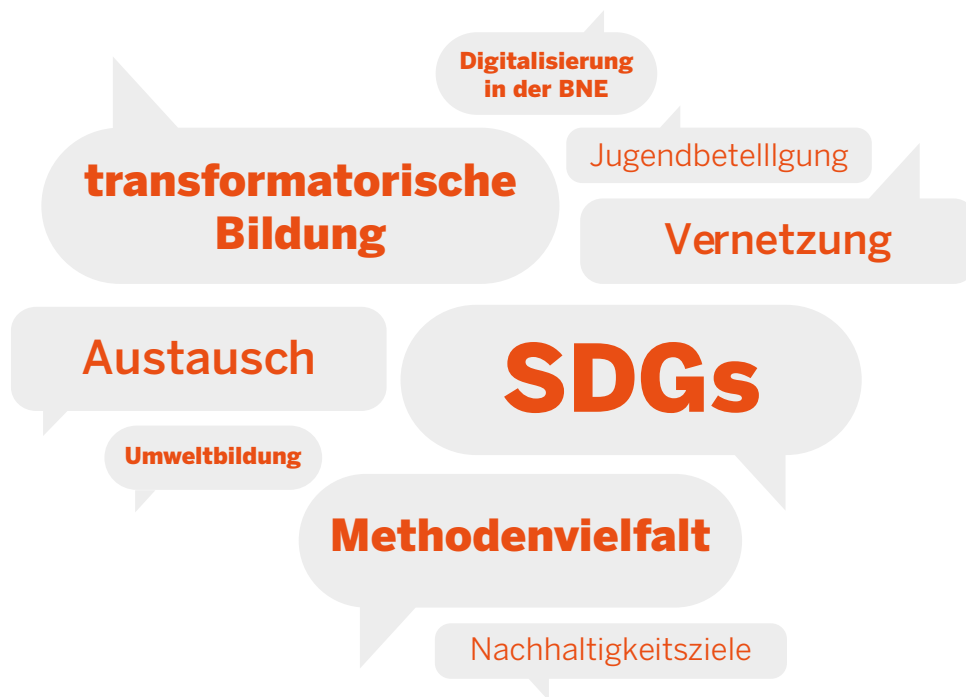 Digitalisierung
in der BNE
Jugendbetelllgung
transformatorische
Bildung
Vernetzung
Austausch
SDGs
Umweltbildung
Methodenvielfalt
Nachhaltigkeitsziele